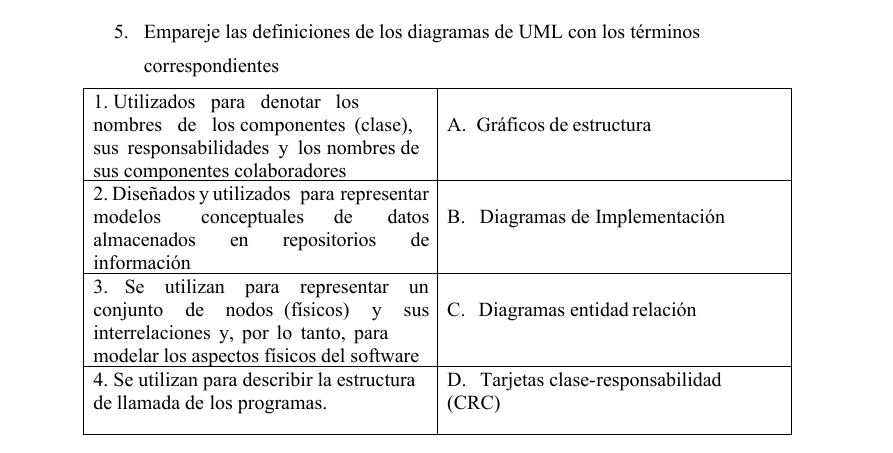 5. Empareje las definiciones de los diagramas de UML con los términos
correspondientes
1. Utilizados para denotar los
nombres de los componentes (clase),
sus responsabilidades y los nombres de
sus componentes colaboradores
A. Gráficos de estructura
2. Diseñados y utilizados para representar
modelos conceptuales de datos
almacenados en repositorios de
información
B. Diagramas de Implementación
3. Se utilizan para representar un
conjunto de nodos (físicos) y sus
interrelaciones y, por lo tanto, para
modelar los aspectos físicos del software
C. Diagramas entidad relación
4. Se utilizan para describir la estructura
de llamada de los programas.
D. Tarjetas clase-responsabilidad
(CRC)